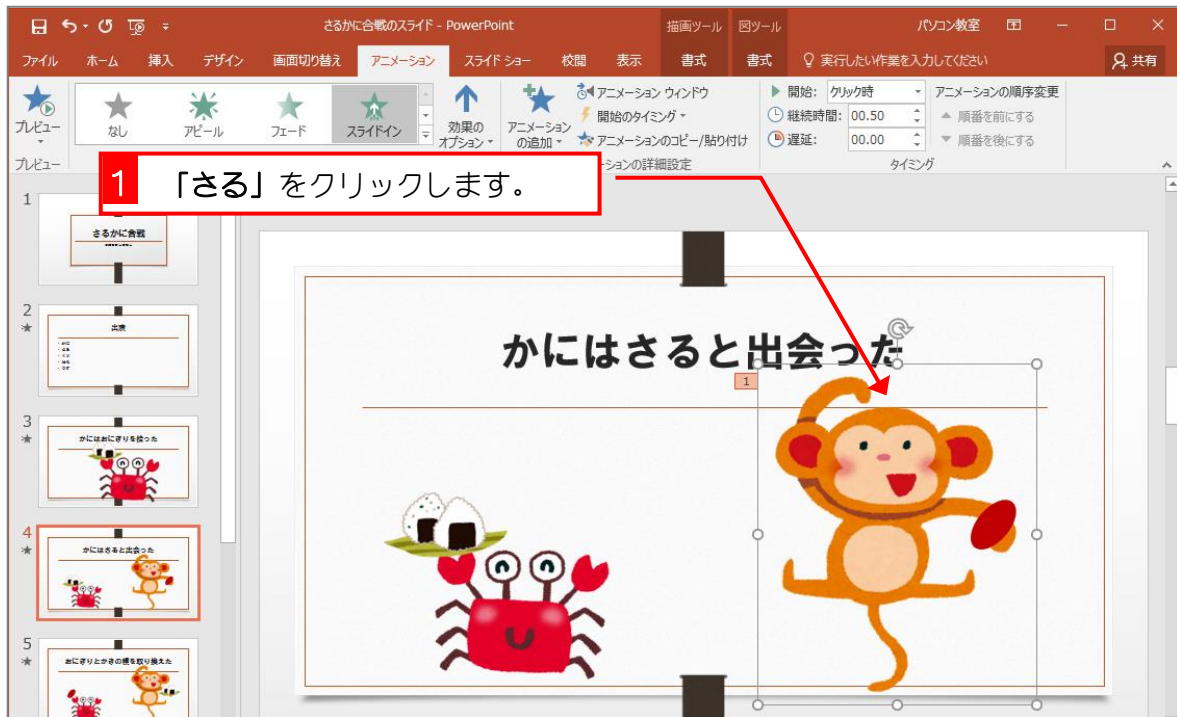 さるかに合戦のスライド - PowerPoint
描画ツール 図ツール
パソコン教室
ファイル ホーム 挿入 デザイン 画面切り替え アニメーション スライド ショー 校閲 表示 書式 書式 実行したい作業を入力してください 共有
プレビュー
なし アピール フェード スライドイン
効果の
オプション
アニメーション
の追加
アニメーション ウィンドウ
開始のタイミング
アニメーションのコピー/貼り付け
開始: クリック時
継続時間: 00.50
遅延: 00.00
アニメーションの順序変更
順番を前にする
順番を後にする
プレビュー
ションの詳細設定
タイミング
1 「さる」をクリックします。
1
さるかに合戦
2
出演
3
かにはおにぎりを拾った
4
かにはさると出会った
5
おにぎりとかきの種を取り換えた
かにはさると出会った
1